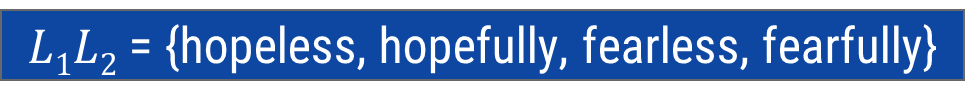 L₁L₂ = {hopeless, hopefully, fearless, fearfully}